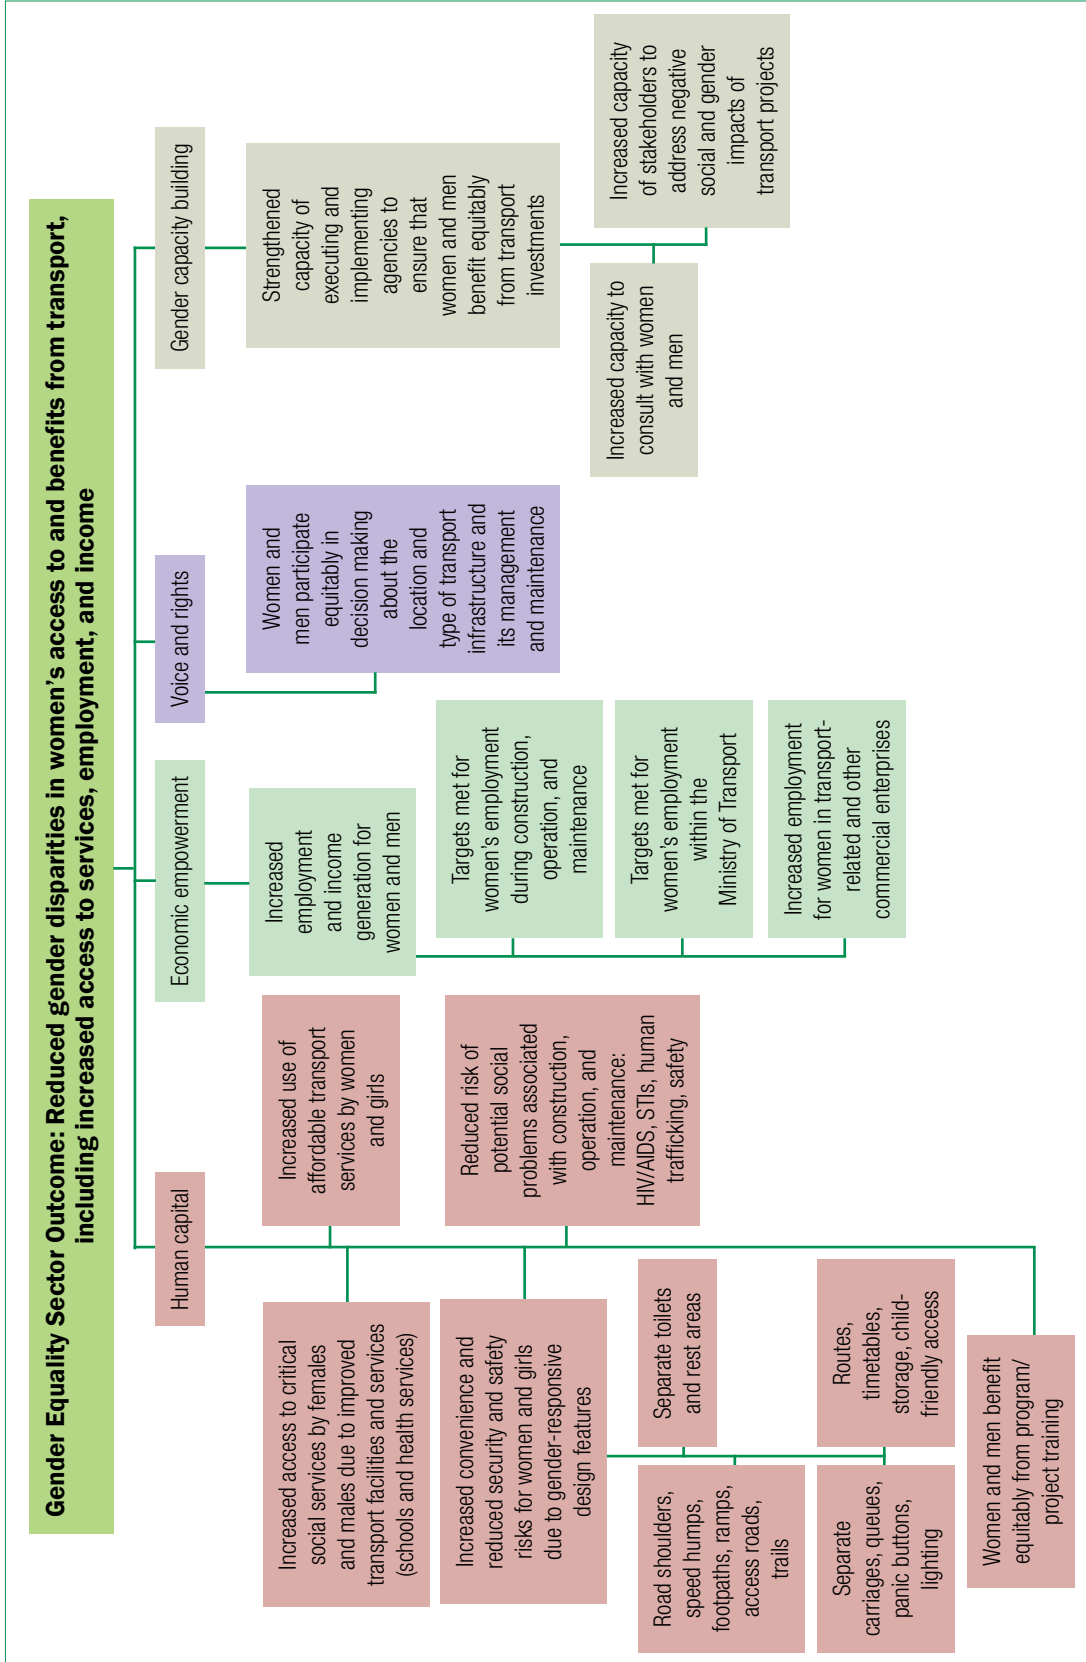 Gender Equality Sector Outcome: Reduced gender disparities in women’s access to and benefits from transport,
including increased access to services, employment, and income
Human capital
Increased access to critical
social services by females
and males due to improved
transport facilities and services
(schools and health services)
Increased use of
affordable transport
services by women
and girls
Increased convenience and
reduced security and safety
risks for women and girls
due to gender-responsive
design features
Reduced risk of
potential social
problems associated
with construction,
operation, and
maintenance:
HIV/AIDS, STIs, human
trafficking, safety
Road shoulders,
speed humps,
footpaths, ramps,
access roads,
trails
Separate toilets
and rest areas
Separate
carriages, queues,
panic buttons,
lighting
Routes,
timetables,
storage, child-
friendly access
Women and men benefit
equitably from program/
project training
Economic empowerment
Increased
employment
and income
generation for
women and men
Targets met for
women’s employment
during construction,
operation, and
maintenance
Targets met for
women’s employment
within the
Ministry of Transport
Increased employment
for women in transport-
related and other
commercial enterprises
Voice and rights
Women and
men participate
equitably in
decision making
about the
location and
type of transport
infrastructure and
its management
and maintenance
Gender capacity building
Strengthened
capacity of
executing and
implementing
agencies to
ensure that
women and men
benefit equitably
from transport
investments
Increased capacity to
consult with women
and men
Increased capacity
of stakeholders to
address negative
social and gender
impacts of
transport projects